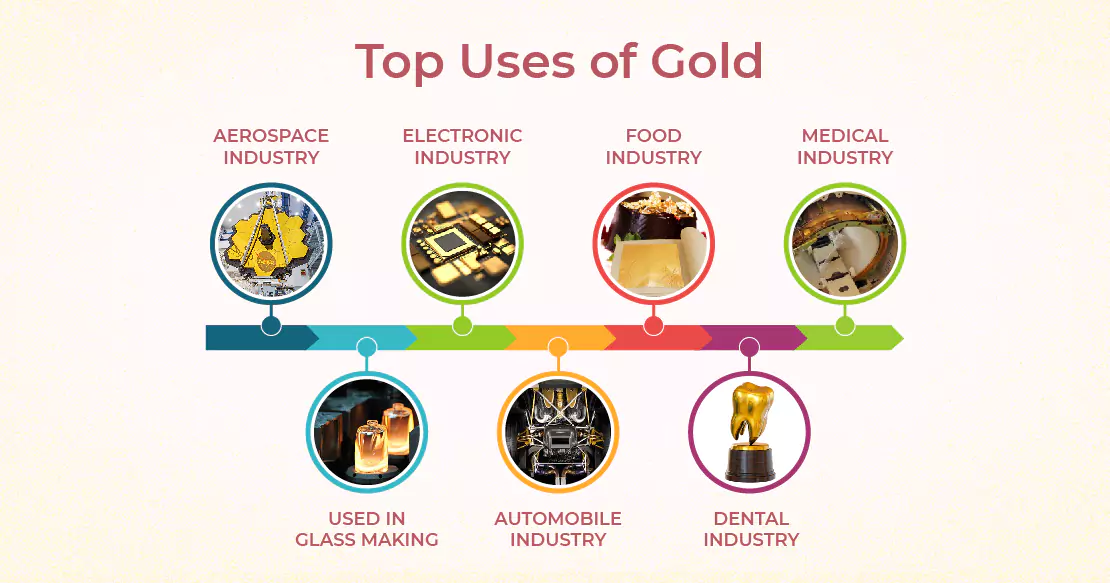 Top Uses of Gold
AEROSPACE
INDUSTRY
ELECTRONIC
INDUSTRY
FOOD
INDUSTRY
MEDICAL
INDUSTRY
USED IN
GLASS MAKING
AUTOMOBILE
INDUSTRY
DENTAL
INDUSTRY